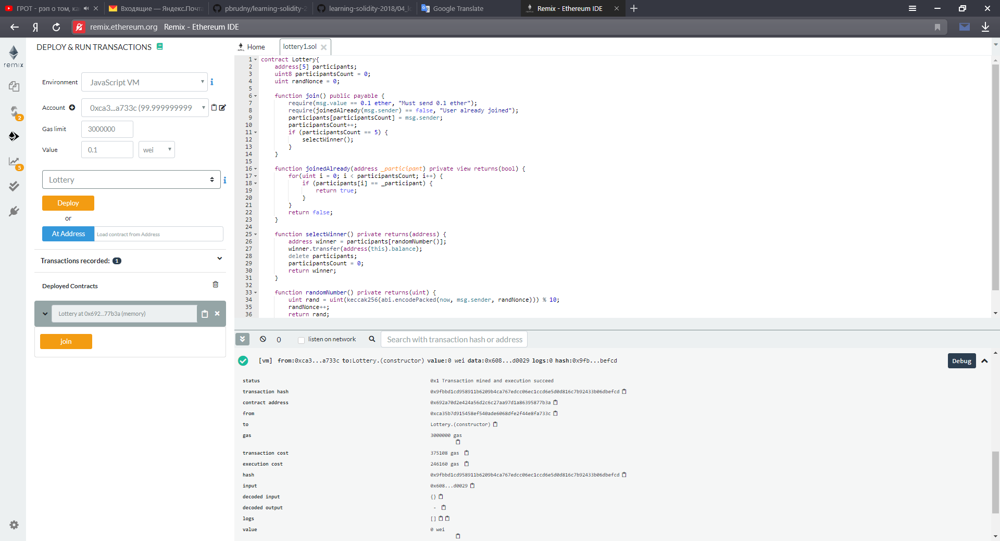 ГРОТ - рэп о том, ка
Входящие — Яндекс.Почт
pbrudny/learning-solidity-2
learning-solidity-2018/04_l
Google Translate
Remix - Ethereum IDE
Я remix.ethereum.org Remix - Ethereum IDE
remix
2
5
DEPLOY & RUN TRANSACTIONS
Environment JavaScript VM
Account 0xca3...a733c (99.999999999
Gas limit 3000000
Value 0.1 wei
Lottery
Deploy
or
At Address Load contract from Address
Transactions recorded: 1
Deployed Contracts
Lottery at 0x692...77b3a (memory)
join
Home lottery1.sol
1 contract Lottery{
2 address[5] participants;
3 uint8 participantsCount = 0;
4 uint randNonce = 0;
5
6 function join() public payable {
7 require(msg.value == 0.1 ether, "Must send 0.1 ether");
8 require(joinedAlready(msg.sender) == false, "User already joined");
9 participants[participantsCount] = msg.sender;
10 participantsCount++;
11 if (participantsCount == 5) {
12 selectWinner();
13 }
14 }
15
16 function joinedAlready(address _participant) private view returns(bool) {
17 for(uint i = 0; i < participantsCount; i++) {
18 if (participants[i] == _participant) {
19 return true;
20 }
21 }
22 return false;
23 }
24
25 function selectWinner() private returns(address) {
26 address winner = participants[randomNumber()];
27 winner.transfer(address(this).balance);
28 delete participants;
29 participantsCount = 0;
30 return winner;
31 }
32
33 function randomNumber() private returns(uint) {
34 uint rand = uint(keccak256(abi.encodePacked(now, msg.sender, randNonce))) % 10;
35 randNonce++;
36 return rand;
0 listen on network Search with transaction hash or address
[vm] from:0xca3...a733c to:Lottery.(constructor) value:0 wei data:0x608...d0029 logs:0 hash:0x9fb...befcd Debug
status 0x1 Transaction mined and execution succeed
transaction hash 0x9fbbd1cd958911b6209b4ca767edcc06ec1ccd6e5d0d816c7b92433b06dbefcd
contract address 0x692a70d2e424a56d2c6c27aa97d1a86395877b3a
from 0xca35b7d915458ef540ade6068dfe2f44e8fa733c
to Lottery.(constructor)
gas 3000000 gas
transaction cost 375108 gas
execution cost 246160 gas
hash 0x9fbbd1cd958911b6209b4ca767edcc06ec1ccd6e5d0d816c7b92433b06dbefcd
input 0x608...d0029
decoded input {}
decoded output -
logs []
value 0 wei